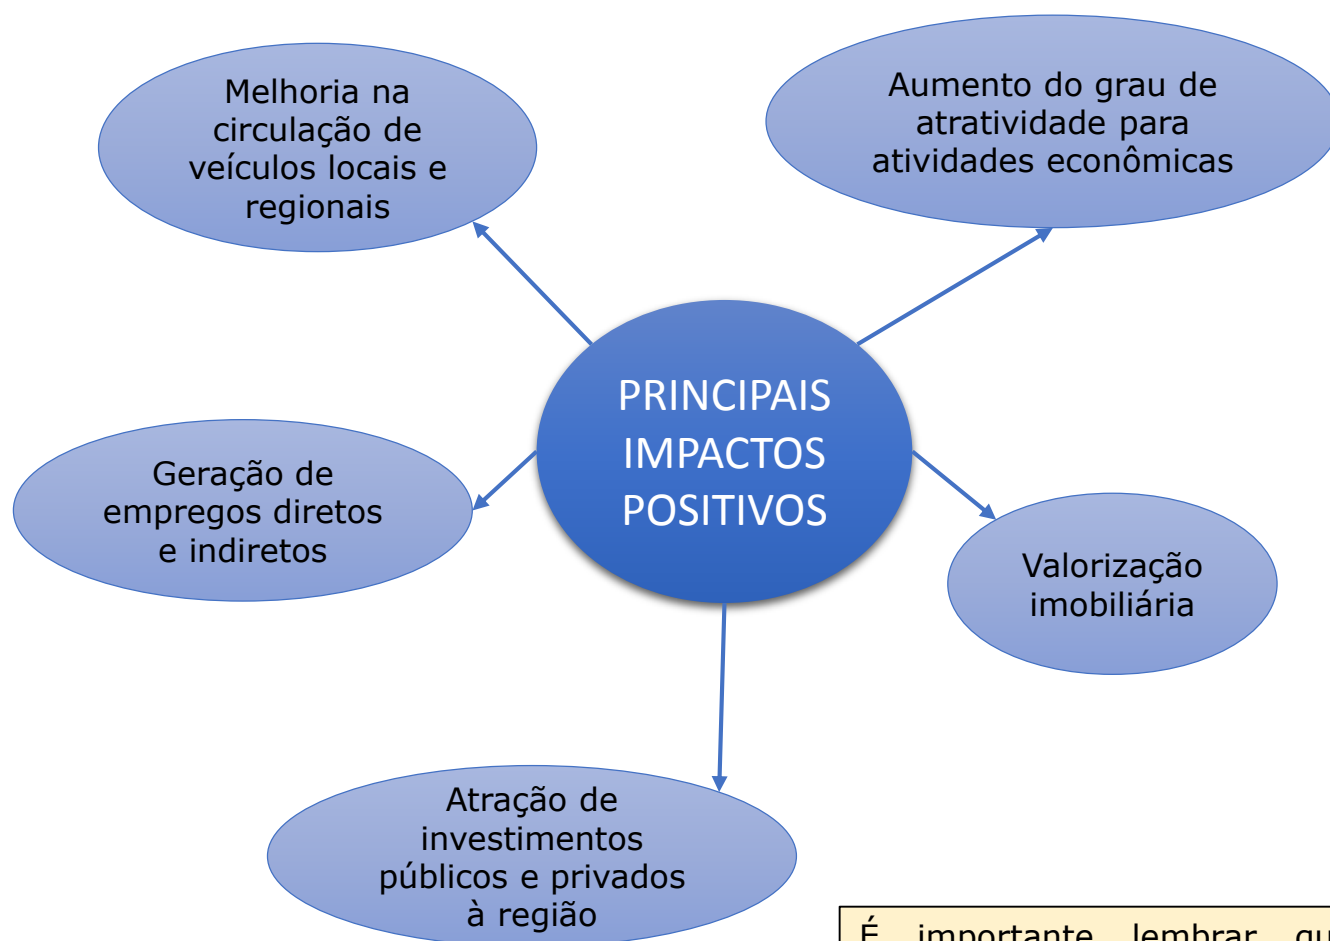 Melhoria na
circulação de
veículos locais e
regionais
Aumento do grau de
atratividade para
atividades econômicas
PRINCIPAIS
IMPACTOS
POSITIVOS
Geração de
empregos diretos
e indiretos
Valorização
imobiliária
Atração de
investimentos
públicos e privados
à região
É importante lembrar